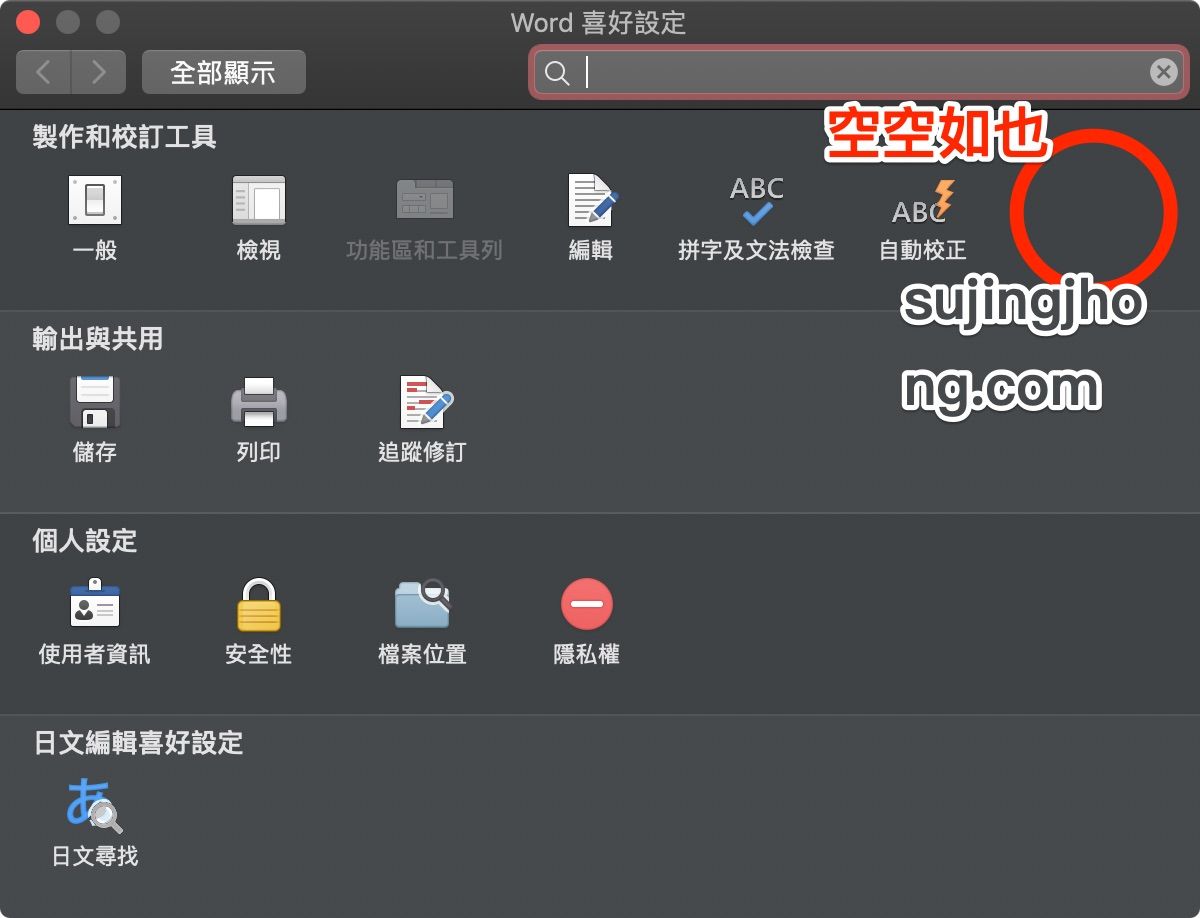 Word 喜好設定
全部顯示
空空如也
製作和校訂工具
ABC
ABC
一般
檢視
功能區和工具列
編輯
拼字及文法檢查
自動校正
sujingjho
ng.com
輸出與共用
儲存
列印
追蹤修訂
個人設定
使用者資訊
安全性
檔案位置
隱私權
日文編輯喜好設定
あ
日文尋找